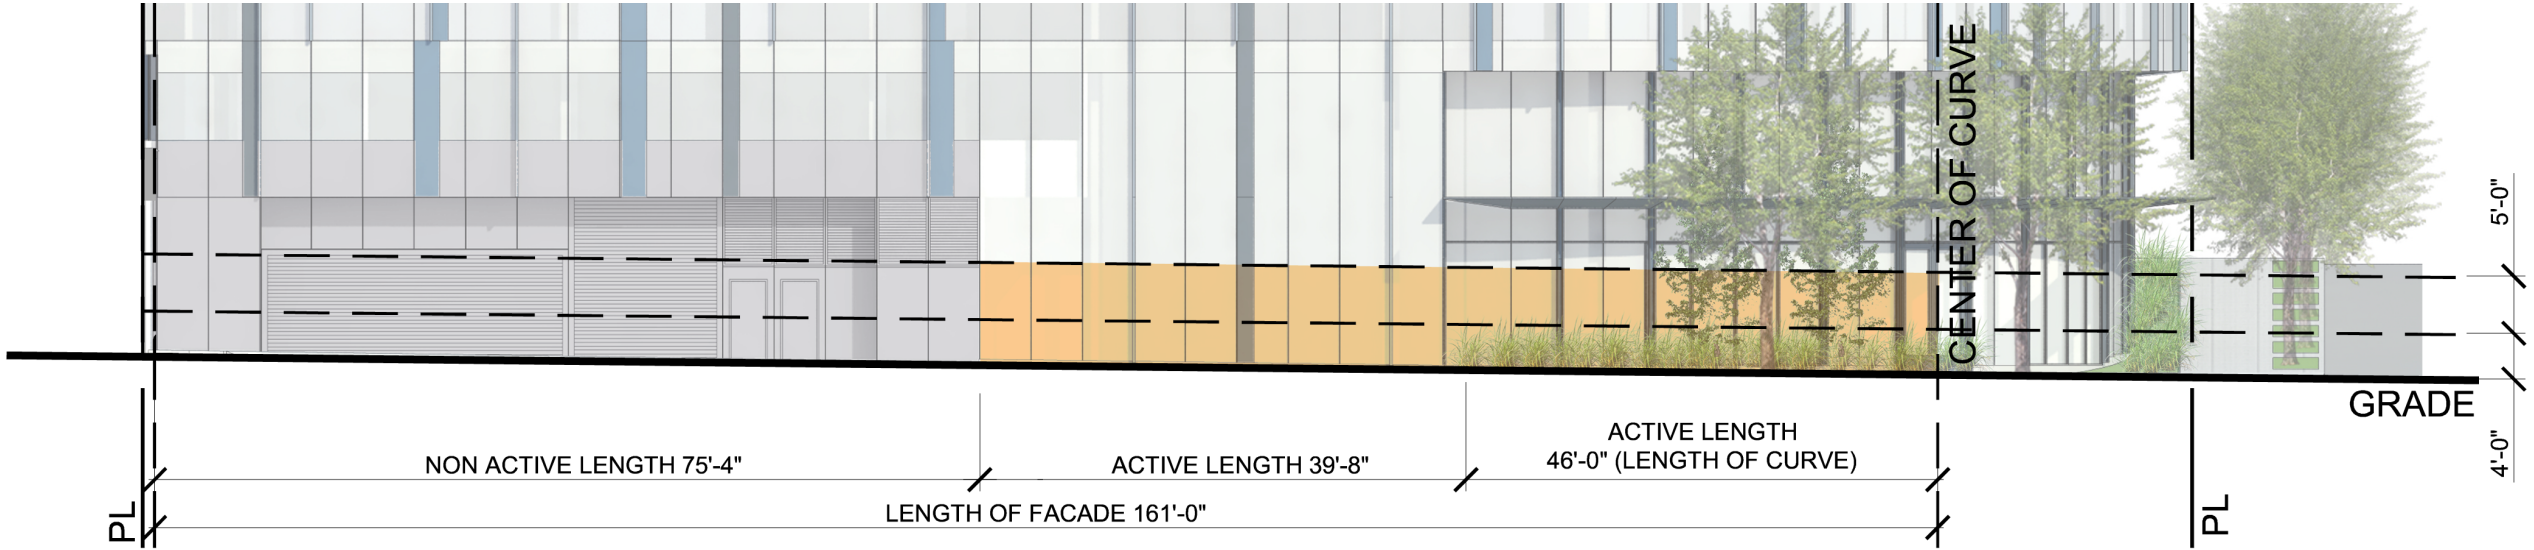 CENTER OF CURVE
5'-0"
GRADE
4'-0"
NON ACTIVE LENGTH 75'-4"
ACTIVE LENGTH 39'-8"
ACTIVE LENGTH
46'-0" (LENGTH OF CURVE)
LENGTH OF FACADE 161'-0"
PL
PL